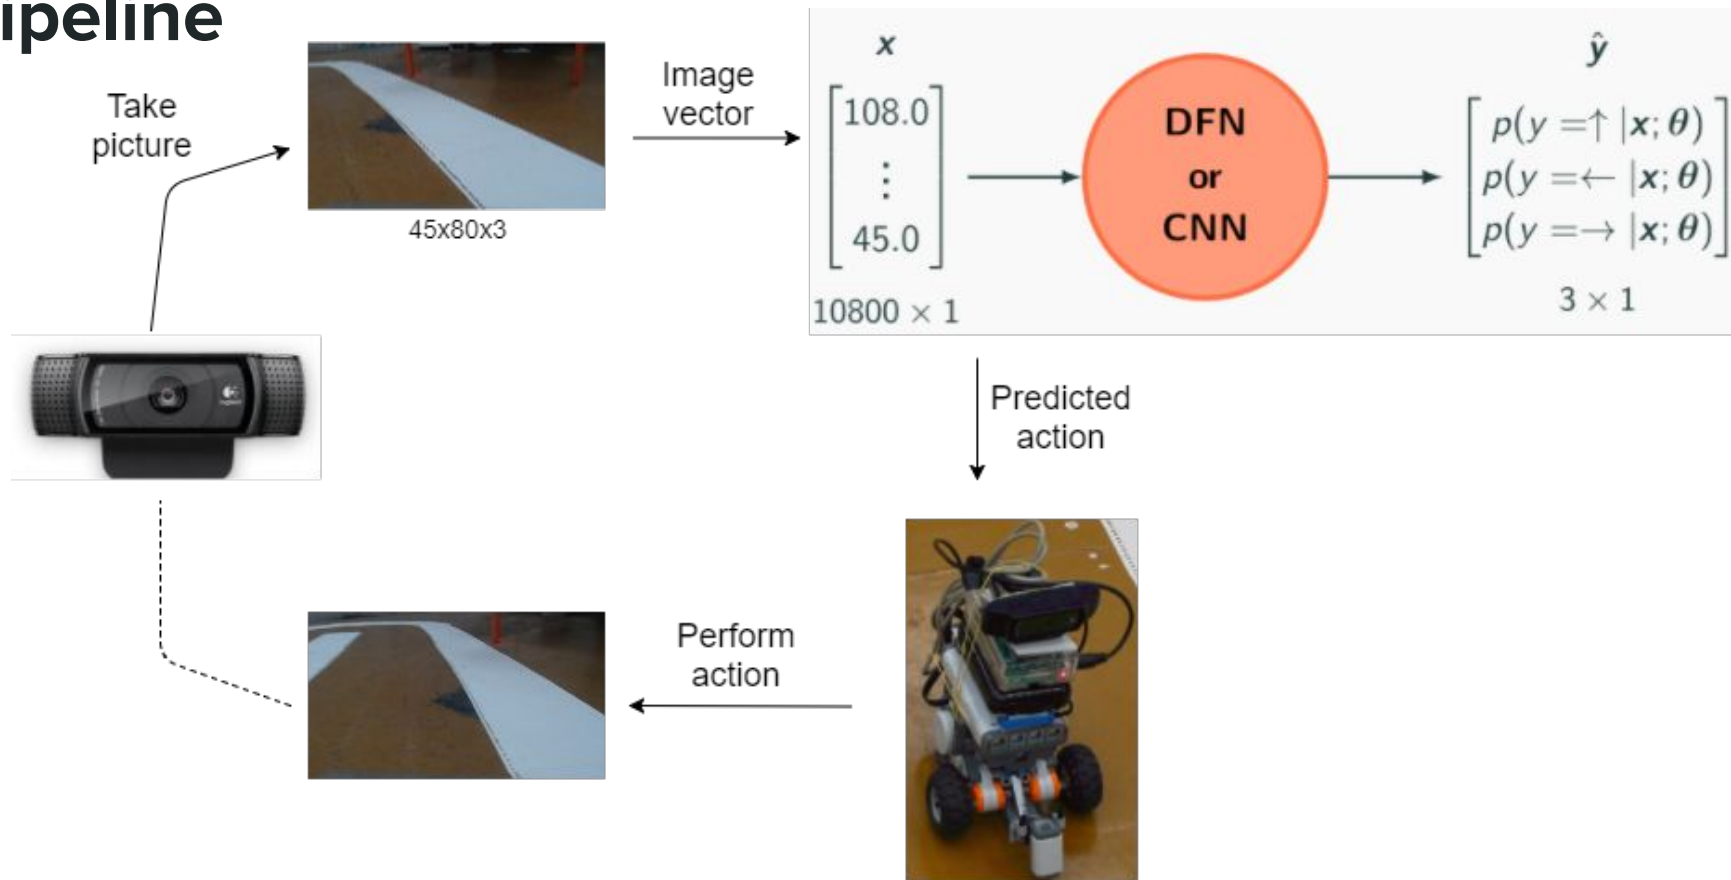 ipeline
Take
picture
45x80x3
Image
vector
x
108.0
⋮
45.0
10800 × 1
DFN
or
CNN
ŷ
p(y =↑ |x; θ)
p(y =← |x; θ)
p(y =→ |x; θ)
3 × 1
Predicted
action
Perform
action